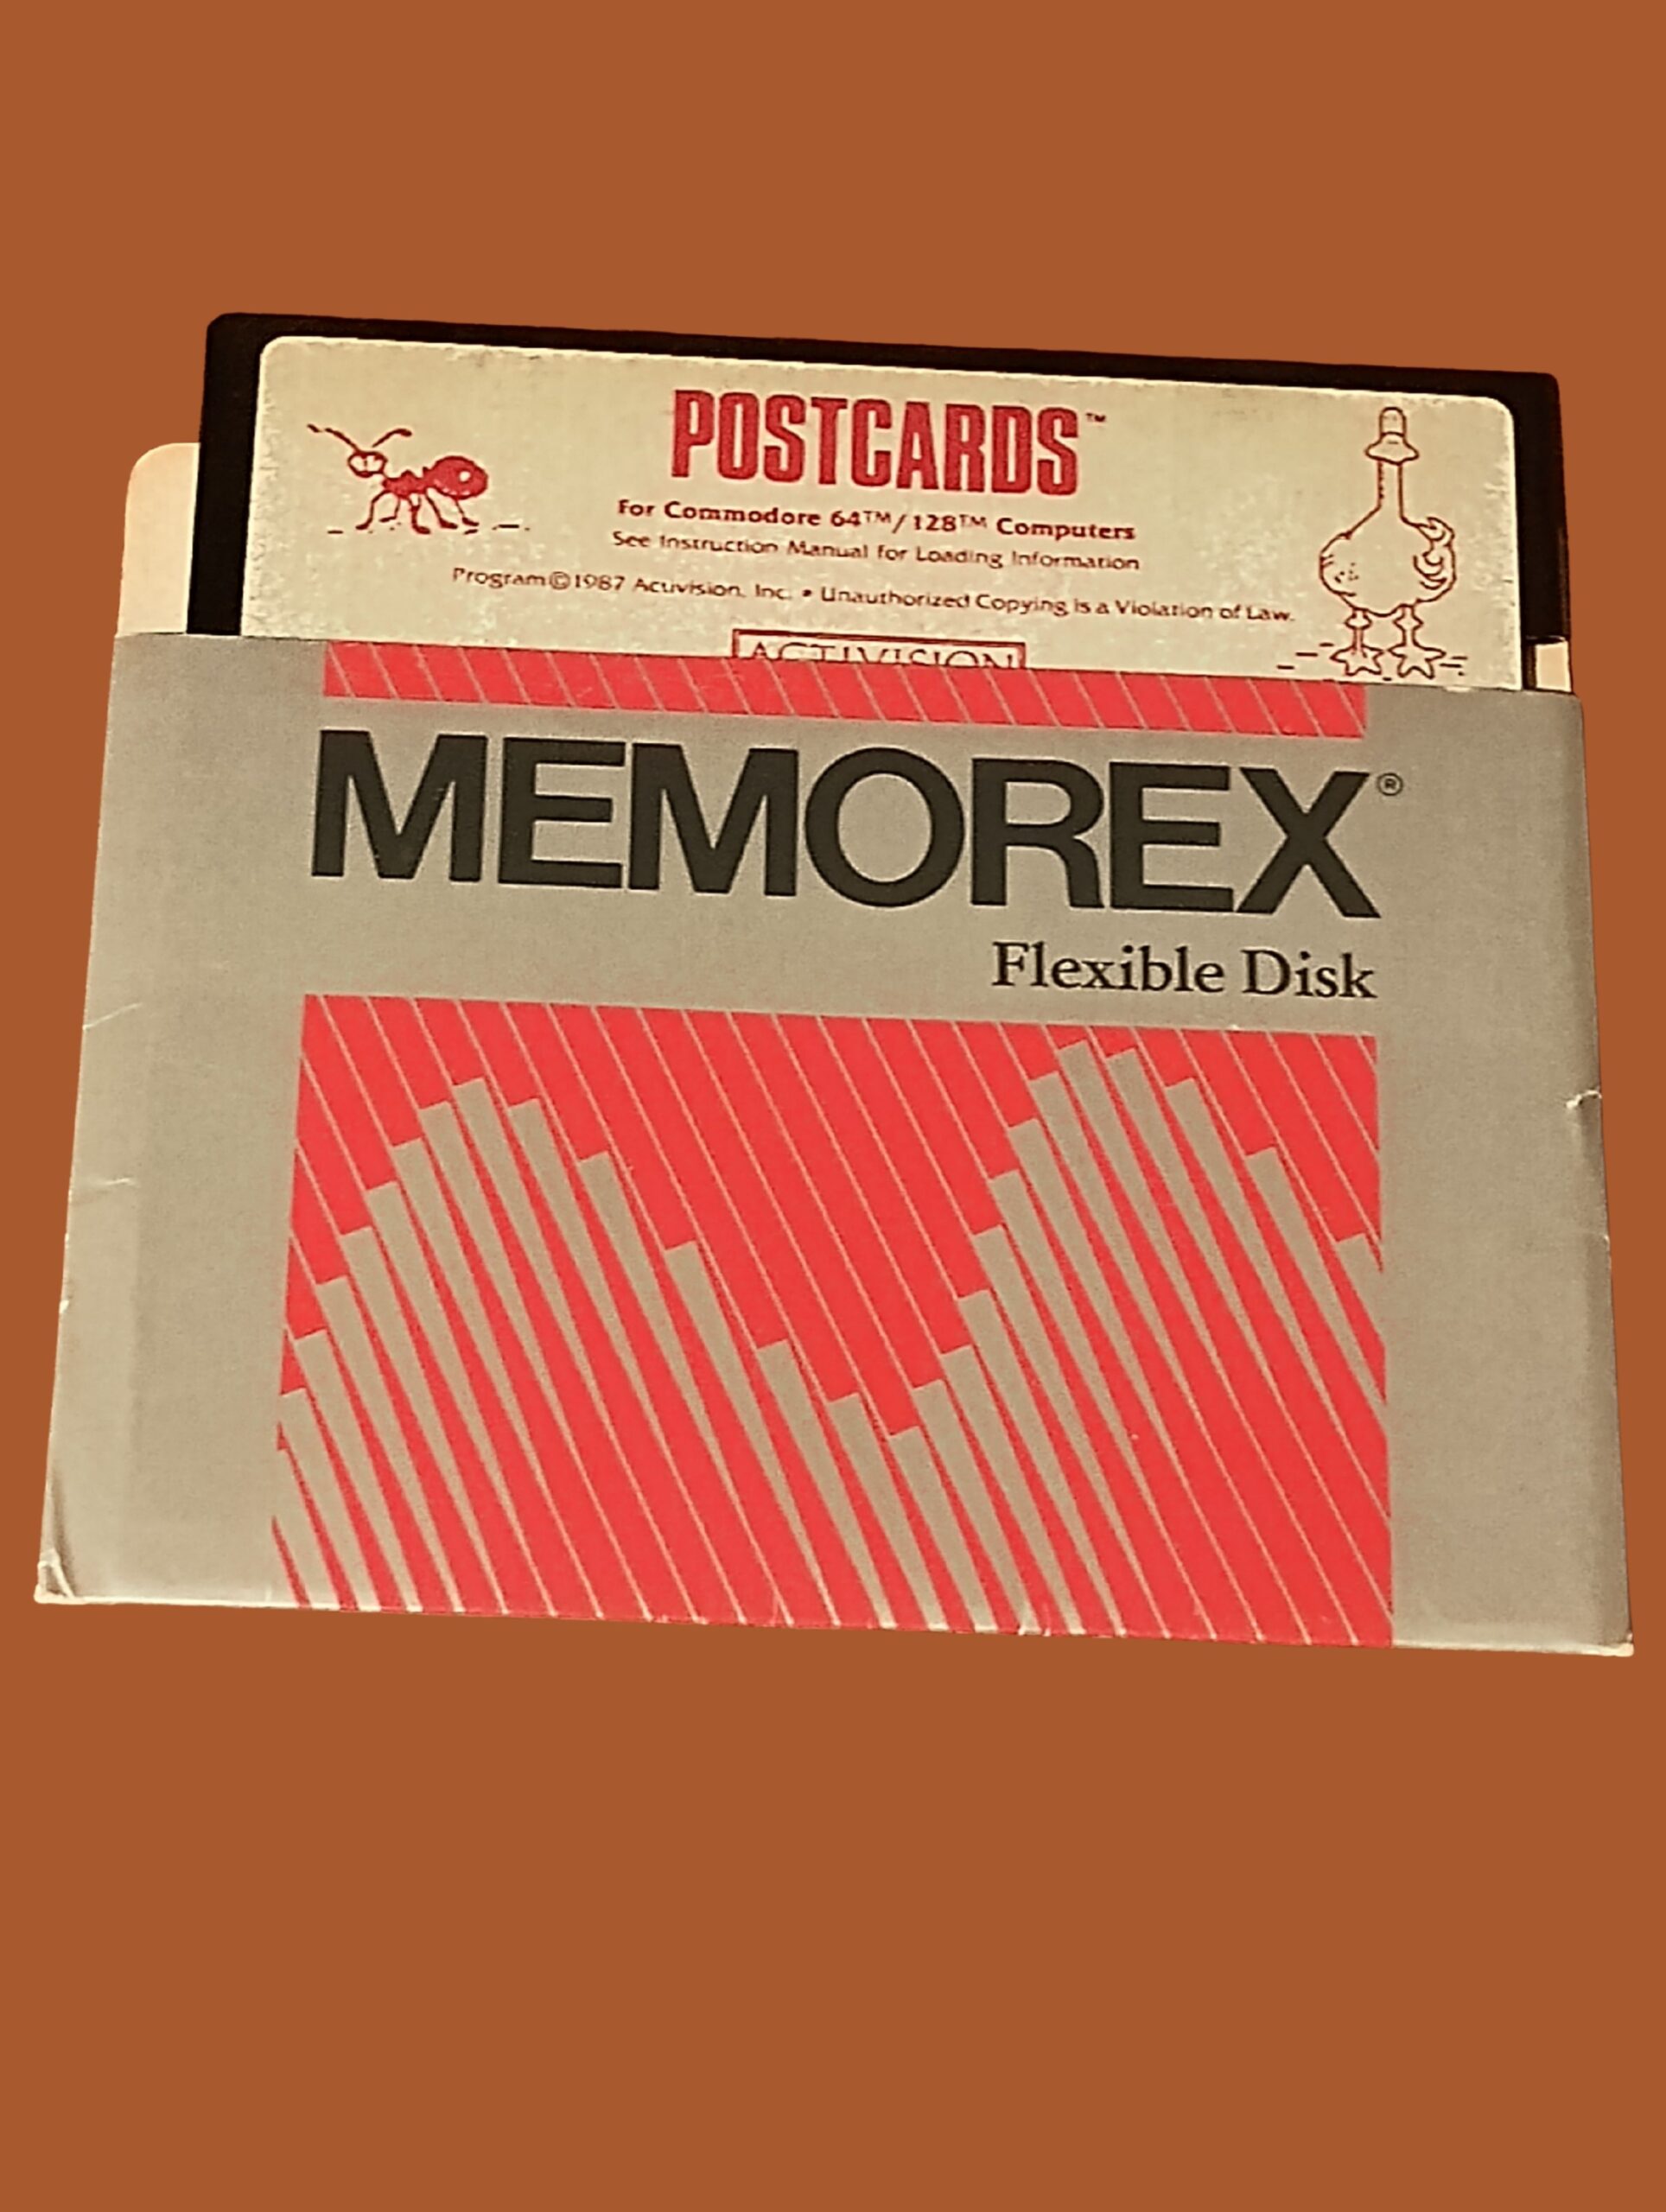 POSTCARDS™
For Commodore 64™/128™ Computers
See Instruction Manual for Loading Information
Program©1987 Activision, Inc. • Unauthorized Copying is a Violation of Law.
ACTIVISION
MEMOREX®
Flexible Disk